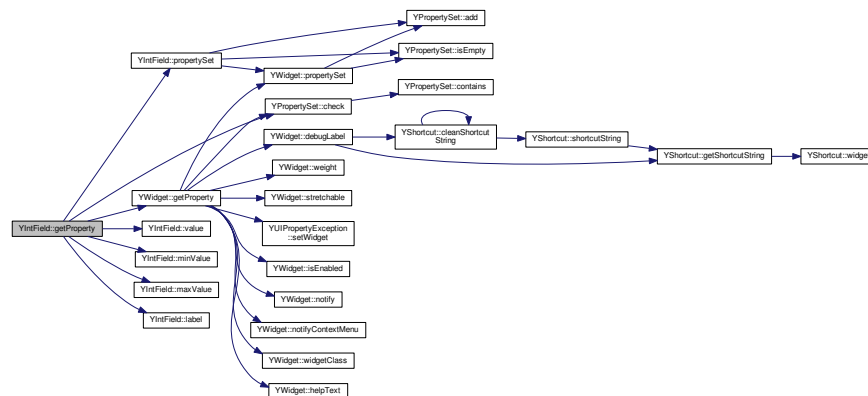 YPropertySet::add
YIntField::propertySet
YPropertySet::isEmpty
YWidget::propertySet
YPropertySet::contains
YPropertySet::check
YWidget::debugLabel
YShortcut::cleanShortcut
String
YShortcut::shortcutString
YShortcut::getShortcutString
YShortcut::widget
YWidget::weight
YWidget::getProperty
YWidget::stretchable
YIntField::getProperty
YIntField::value
YUIPropertyException
::setWidget
YIntField::minValue
YWidget::isEnabled
YIntField::maxValue
YWidget::notify
YIntField::label
YWidget::notifyContextMenu
YWidget::widgetClass
YWidget::helpText